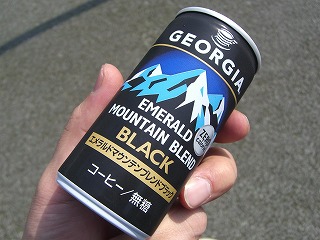 GEORGIA
EMERALD
MOUNTAIN BLEND
BLACK
エメラルドマウンテンブレンドブラック
コーヒー/無糖